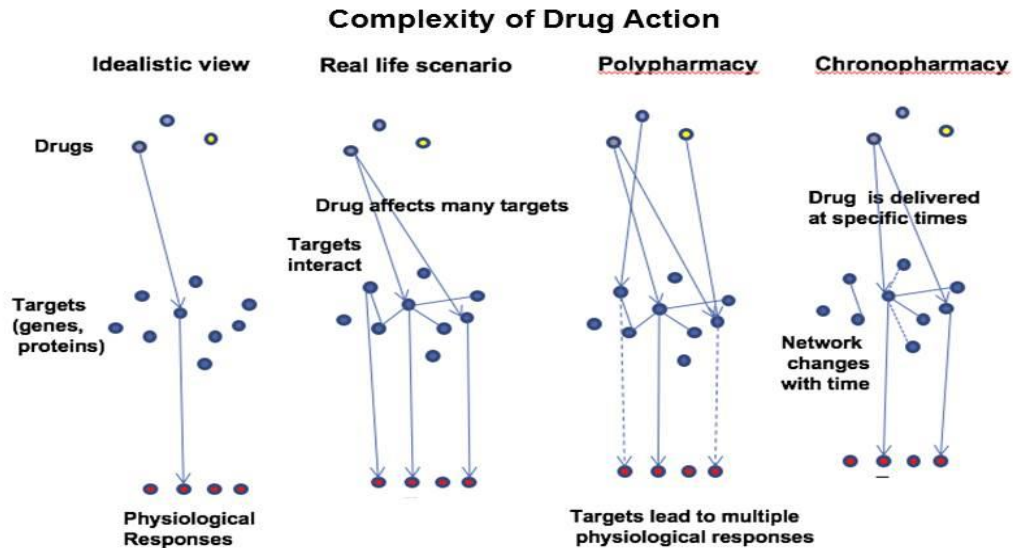 Complexity of Drug Action
Idealistic view
Real life scenario
Polypharmacy
Chronopharmacy
Drugs
Drug affects many targets
Drug is delivered
at specific times
Targets
interact
Targets
(genes,
proteins)
Network
changes
with time
Physiological
Responses
Targets lead to multiple
physiological responses